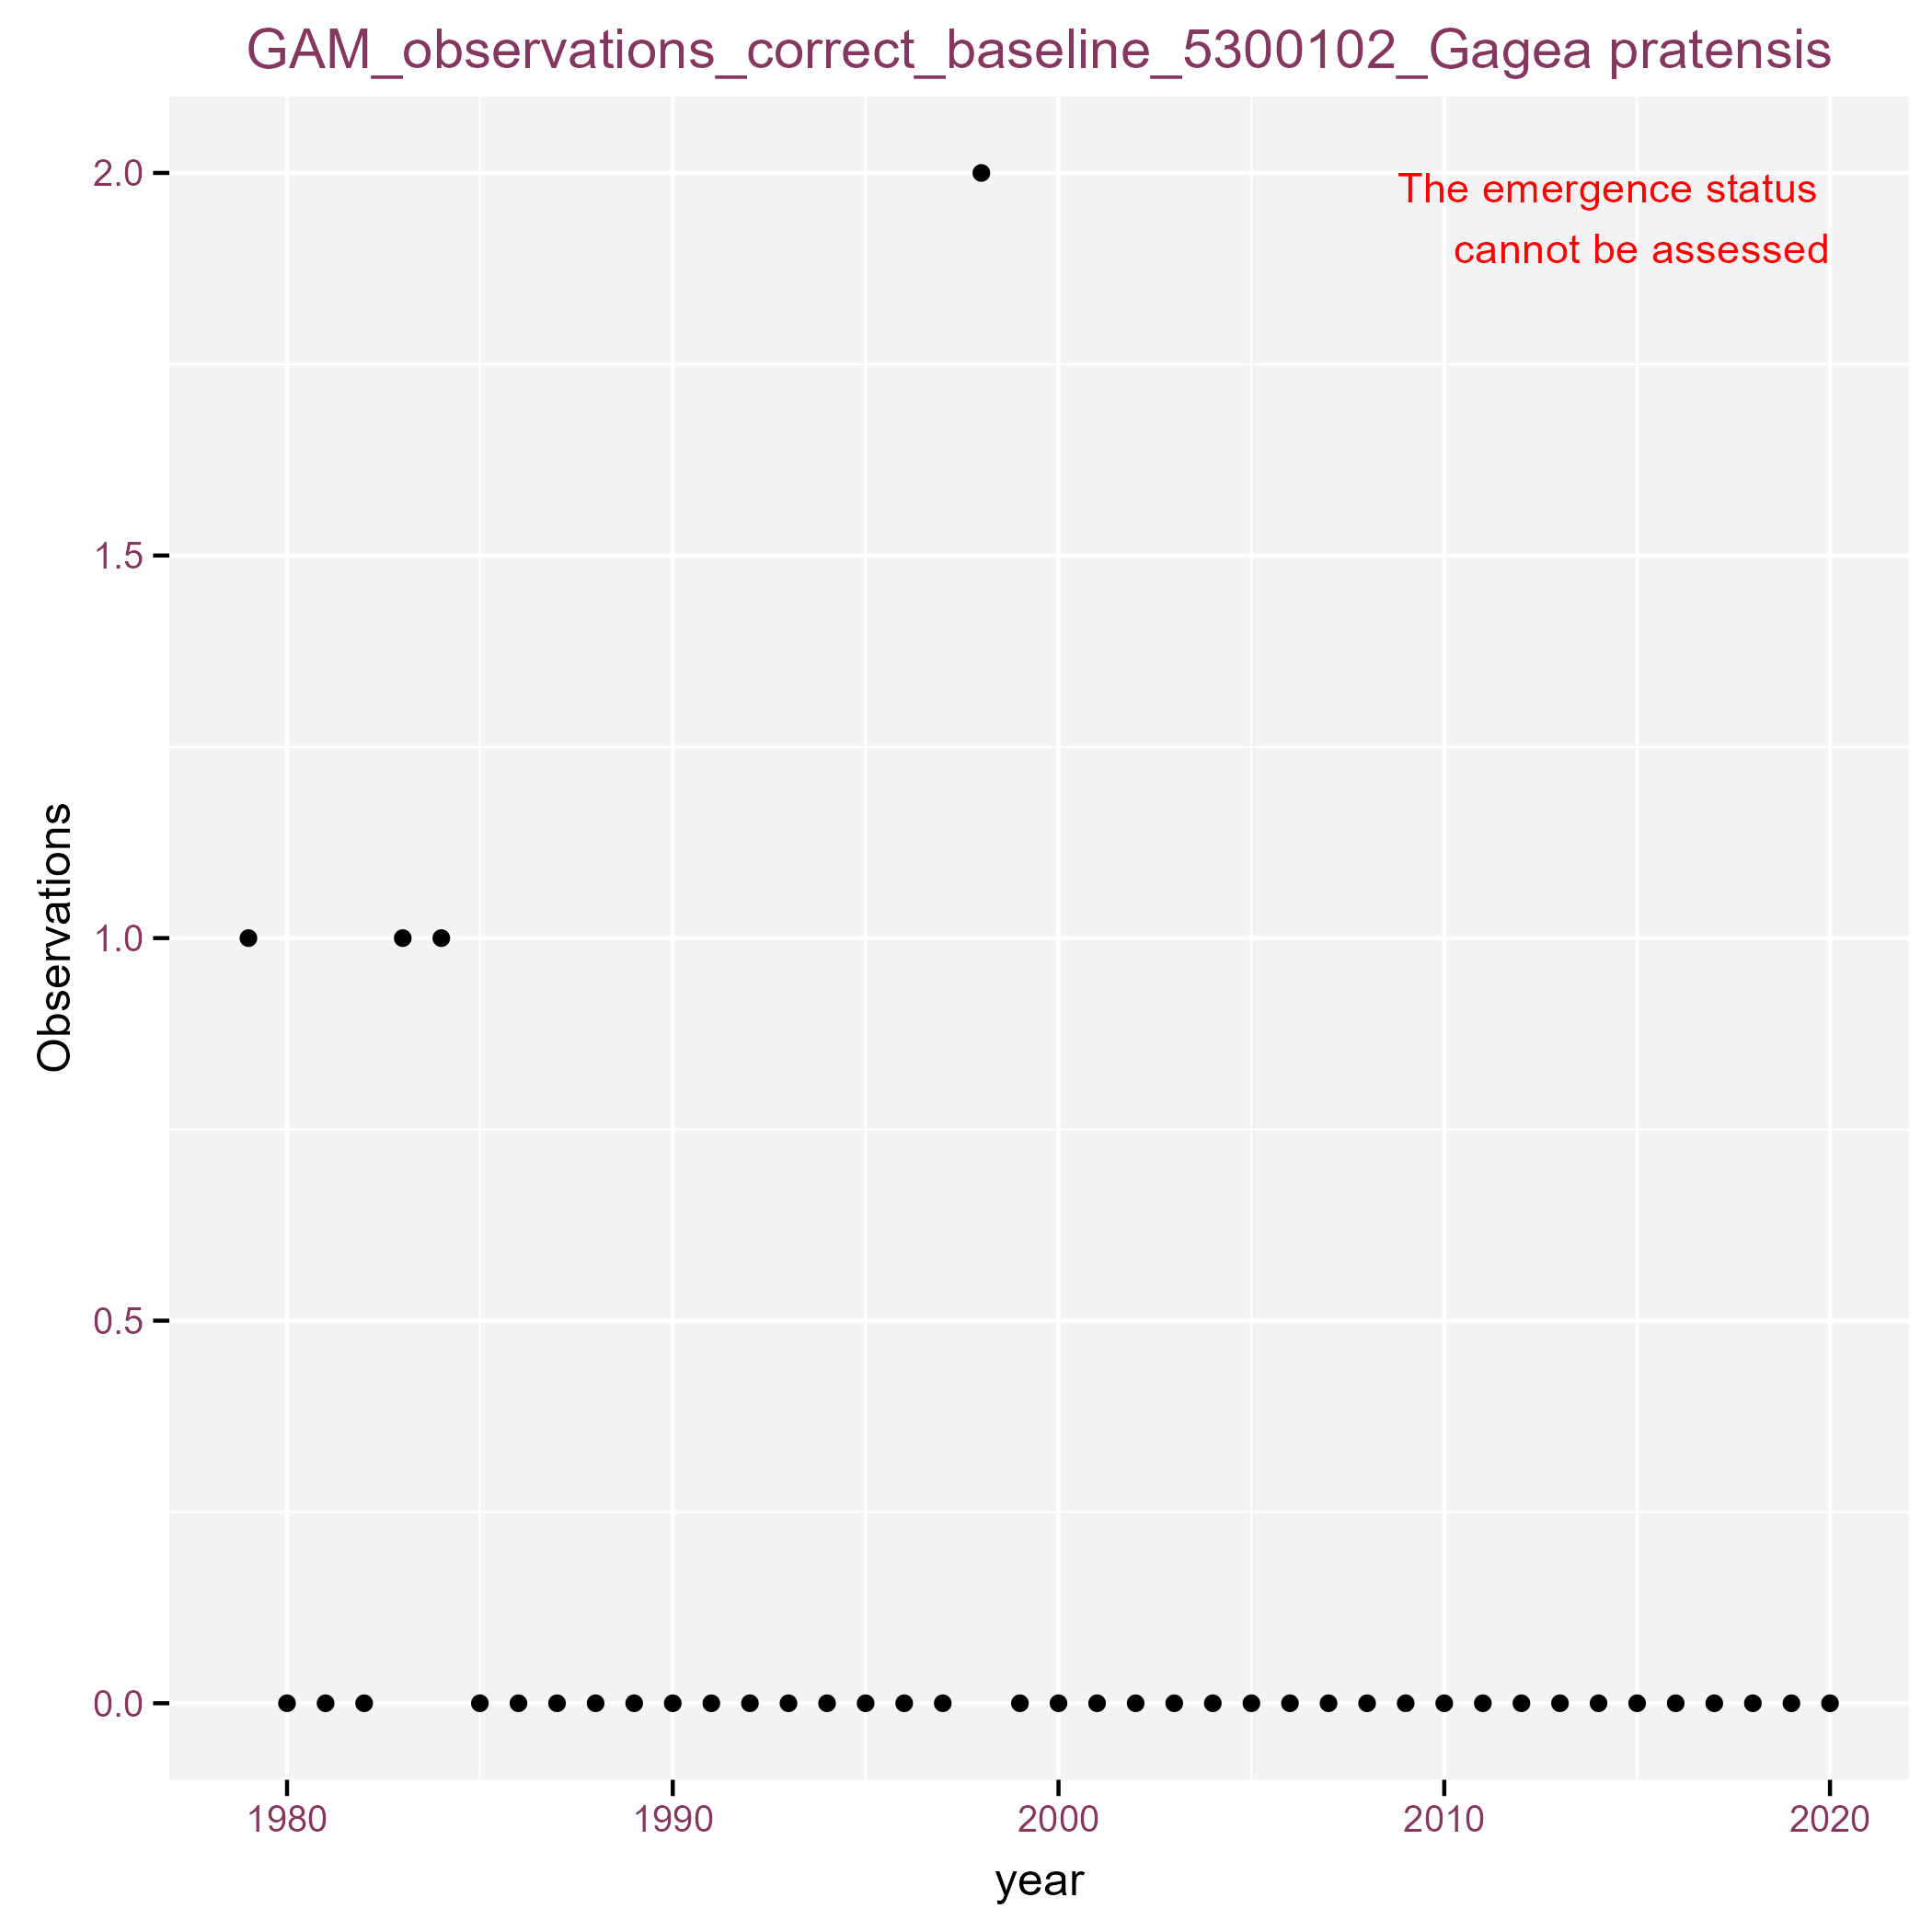 GAM_observations_correct_baseline_5300102_Gagea pratensis
The emergence status
cannot be assessed
2.0
1.5
1.0
0.5
0.0
Observations
1980 1990 2000 2010 2020
year